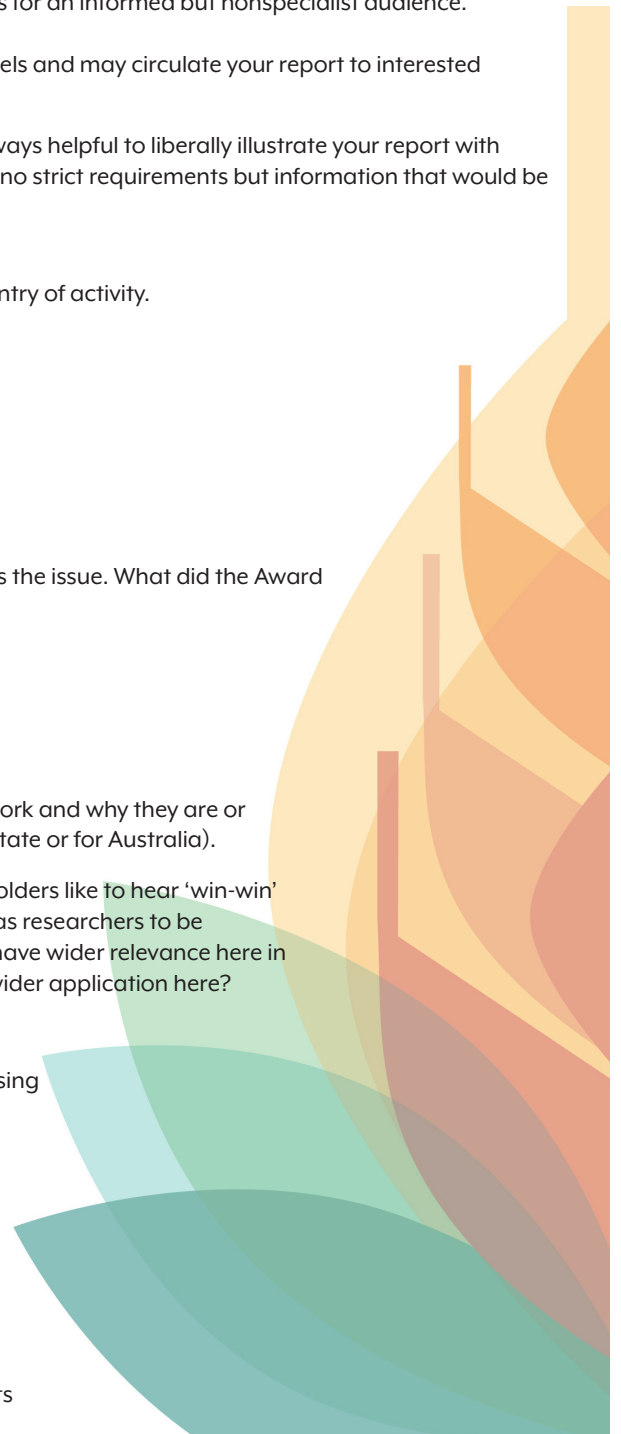 for an informed but nonspecialist audience.
els and may circulate your report to interested
ways helpful to liberally illustrate your report with
no strict requirements but information that would be
ntry of activity.
s the issue. What did the Award
ork and why they are or
tate or for Australia).
olders like to hear ‘win-win’
as researchers to be
have wider relevance here in
wider application here?
sing
rs